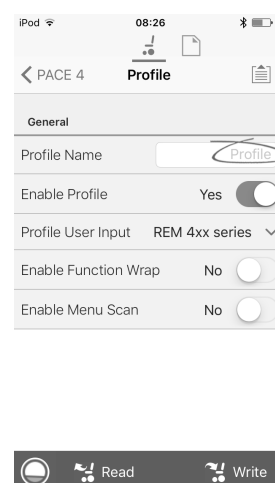 iPod 08:26
PACE 4 Profile
General
Profile Name Profile
Enable Profile Yes
Profile User Input REM 4xx series
Enable Function Wrap No
Enable Menu Scan No
Read Write